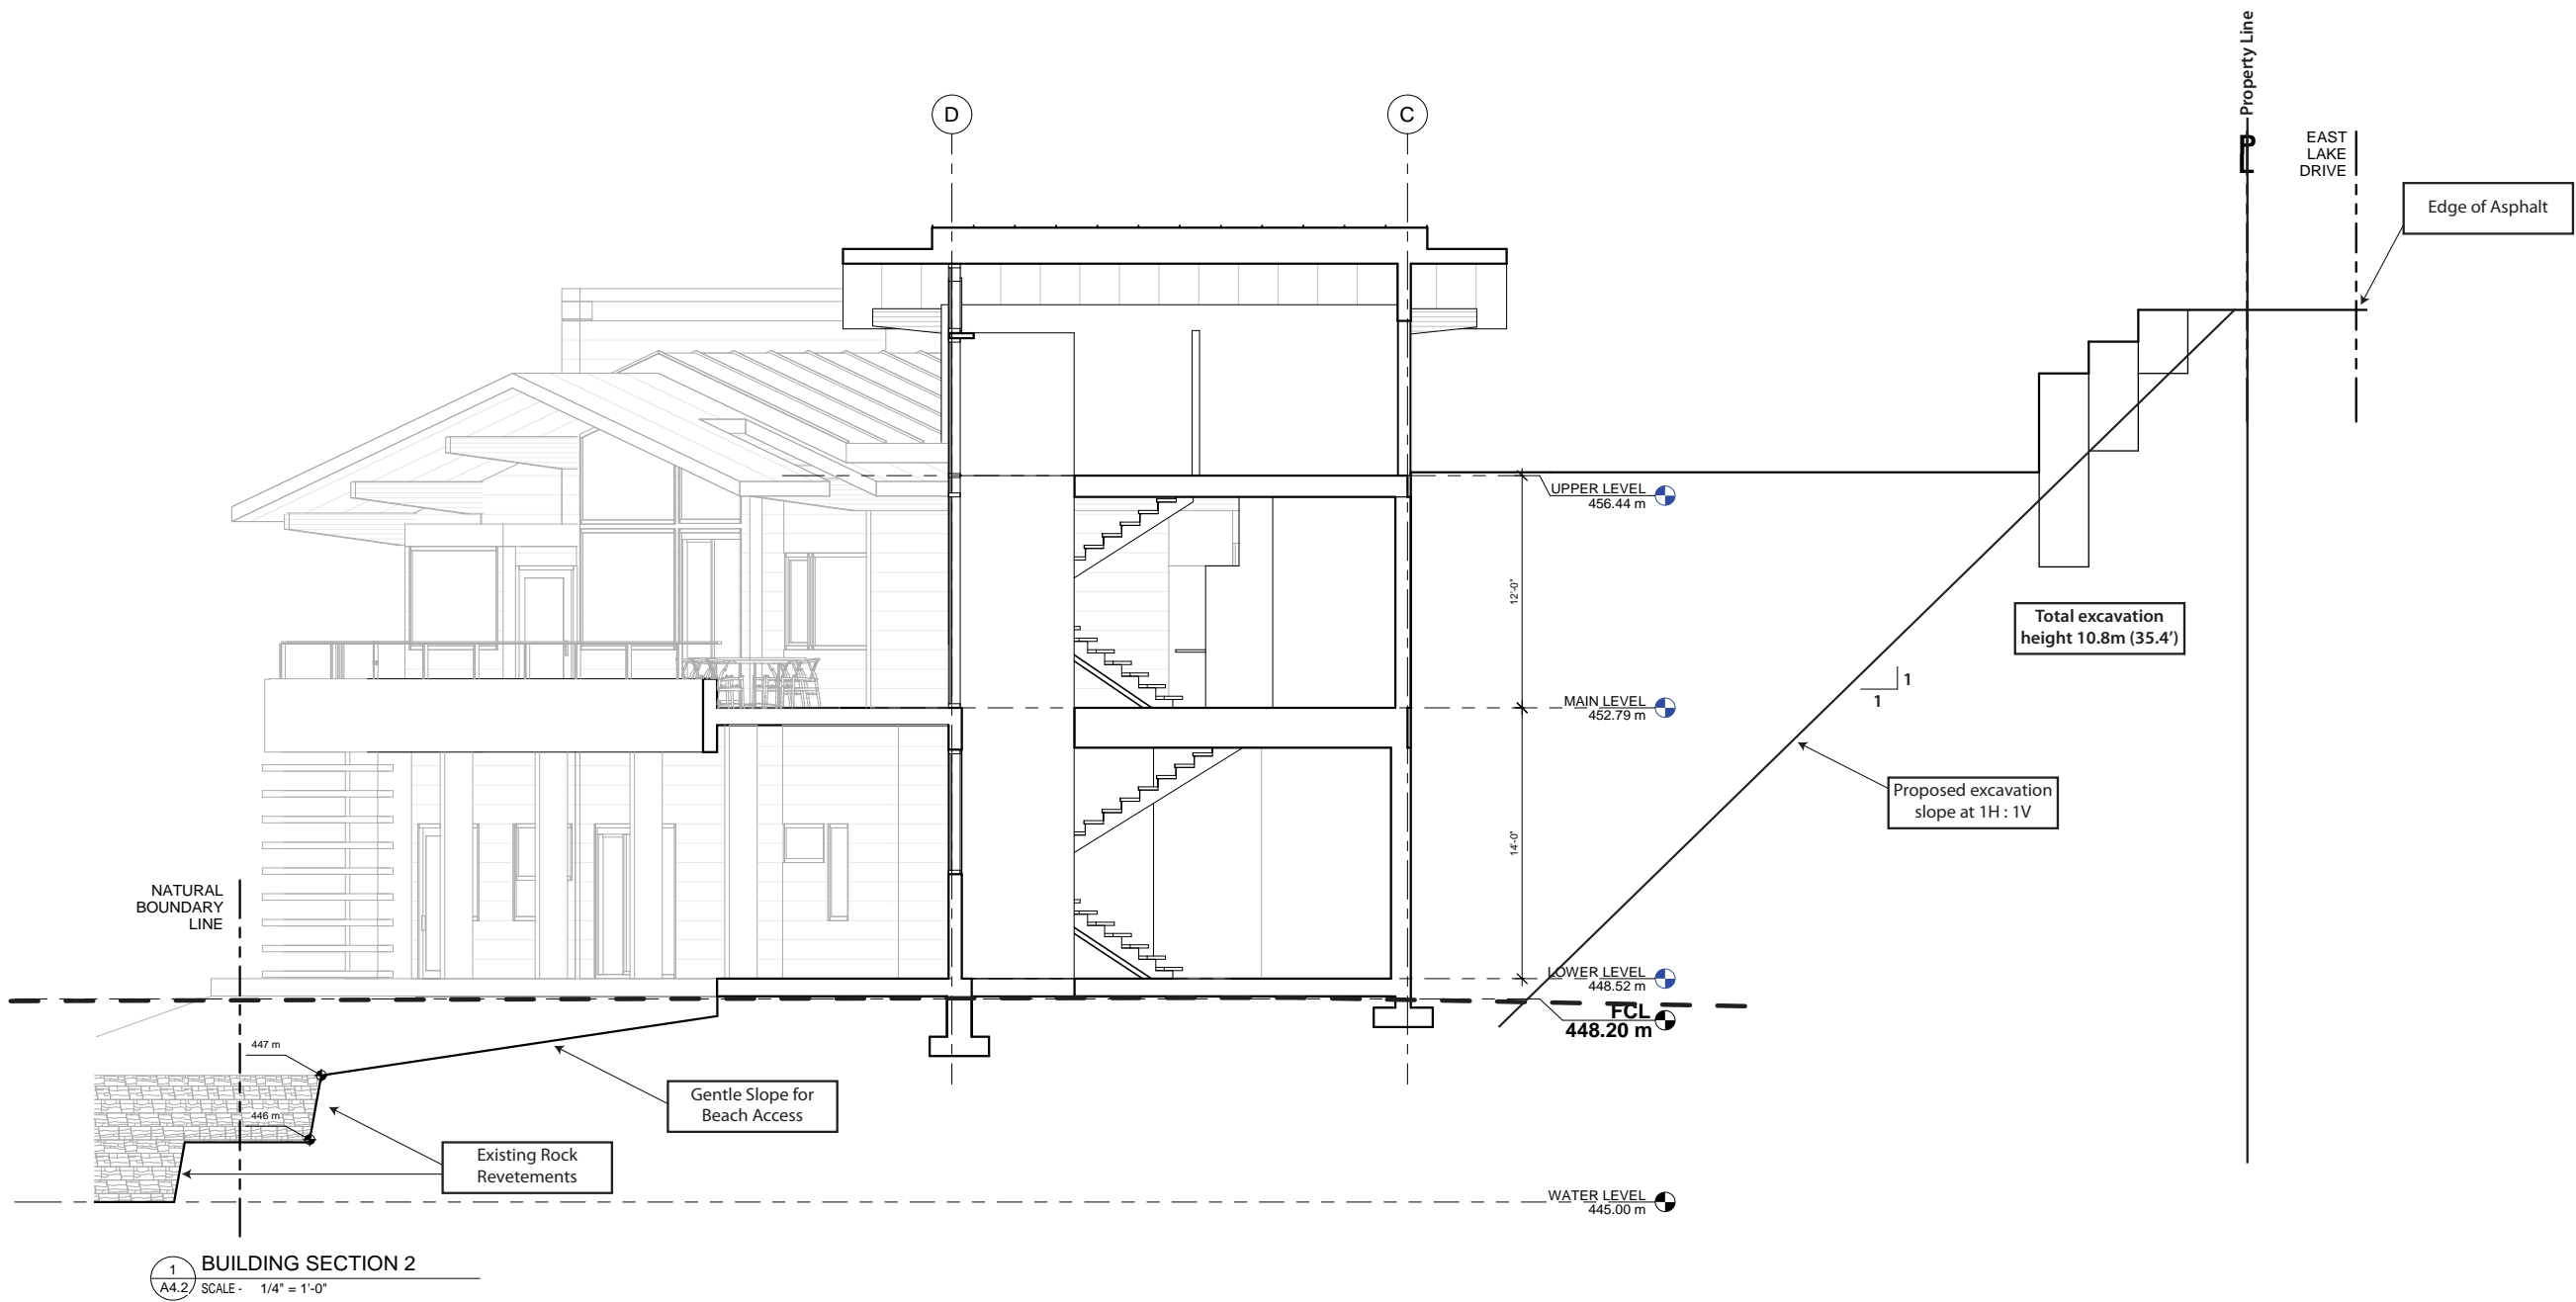 Property Line
D
C
PL
EAST
LAKE
DRIVE
Edge of Asphalt
UPPER LEVEL
456.44 m
12'-0"
Total excavation
height 10.8m (35.4')
1
1
MAIN LEVEL
452.79 m
Proposed excavation
slope at 1H : 1V
14'-0"
NATURAL
BOUNDARY
LINE
LOWER LEVEL
448.52 m
FCL
448.20 m
447 m
Gentle Slope for
Beach Access
446 m
Existing Rock
Revetements
WATER LEVEL
445.00 m
1
A4.2
BUILDING SECTION 2
SCALE - 1/4" = 1'-0"